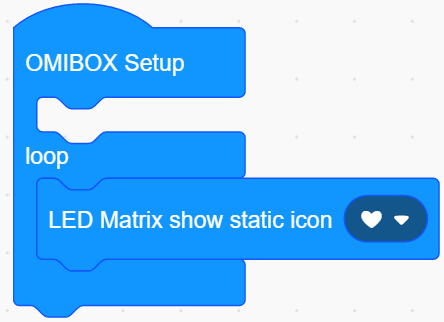 OMIBOX Setup
loop
LED Matrix show static icon